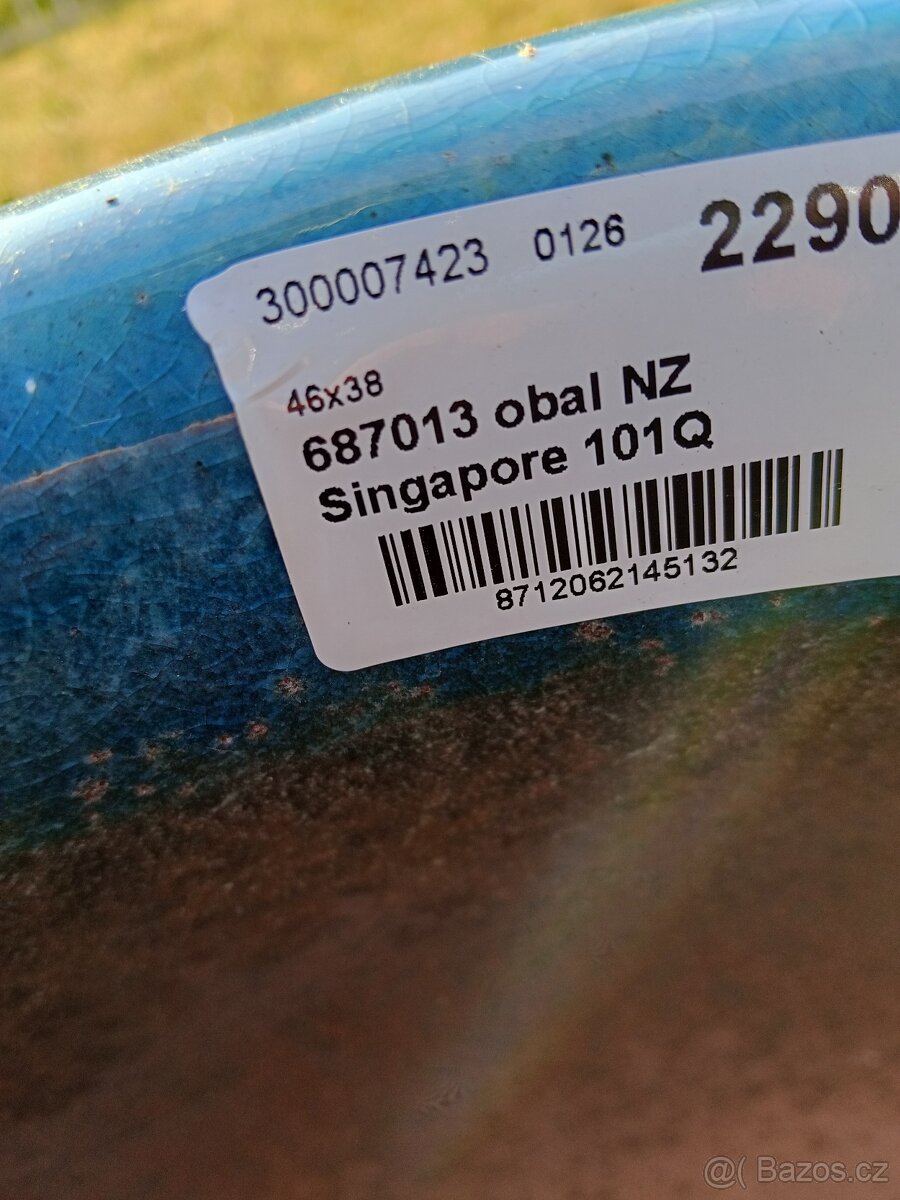 300007423 0126 2290
46x38
687013 obal NZ
Singapore 101Q
8712062145132
@( Bazos.cz